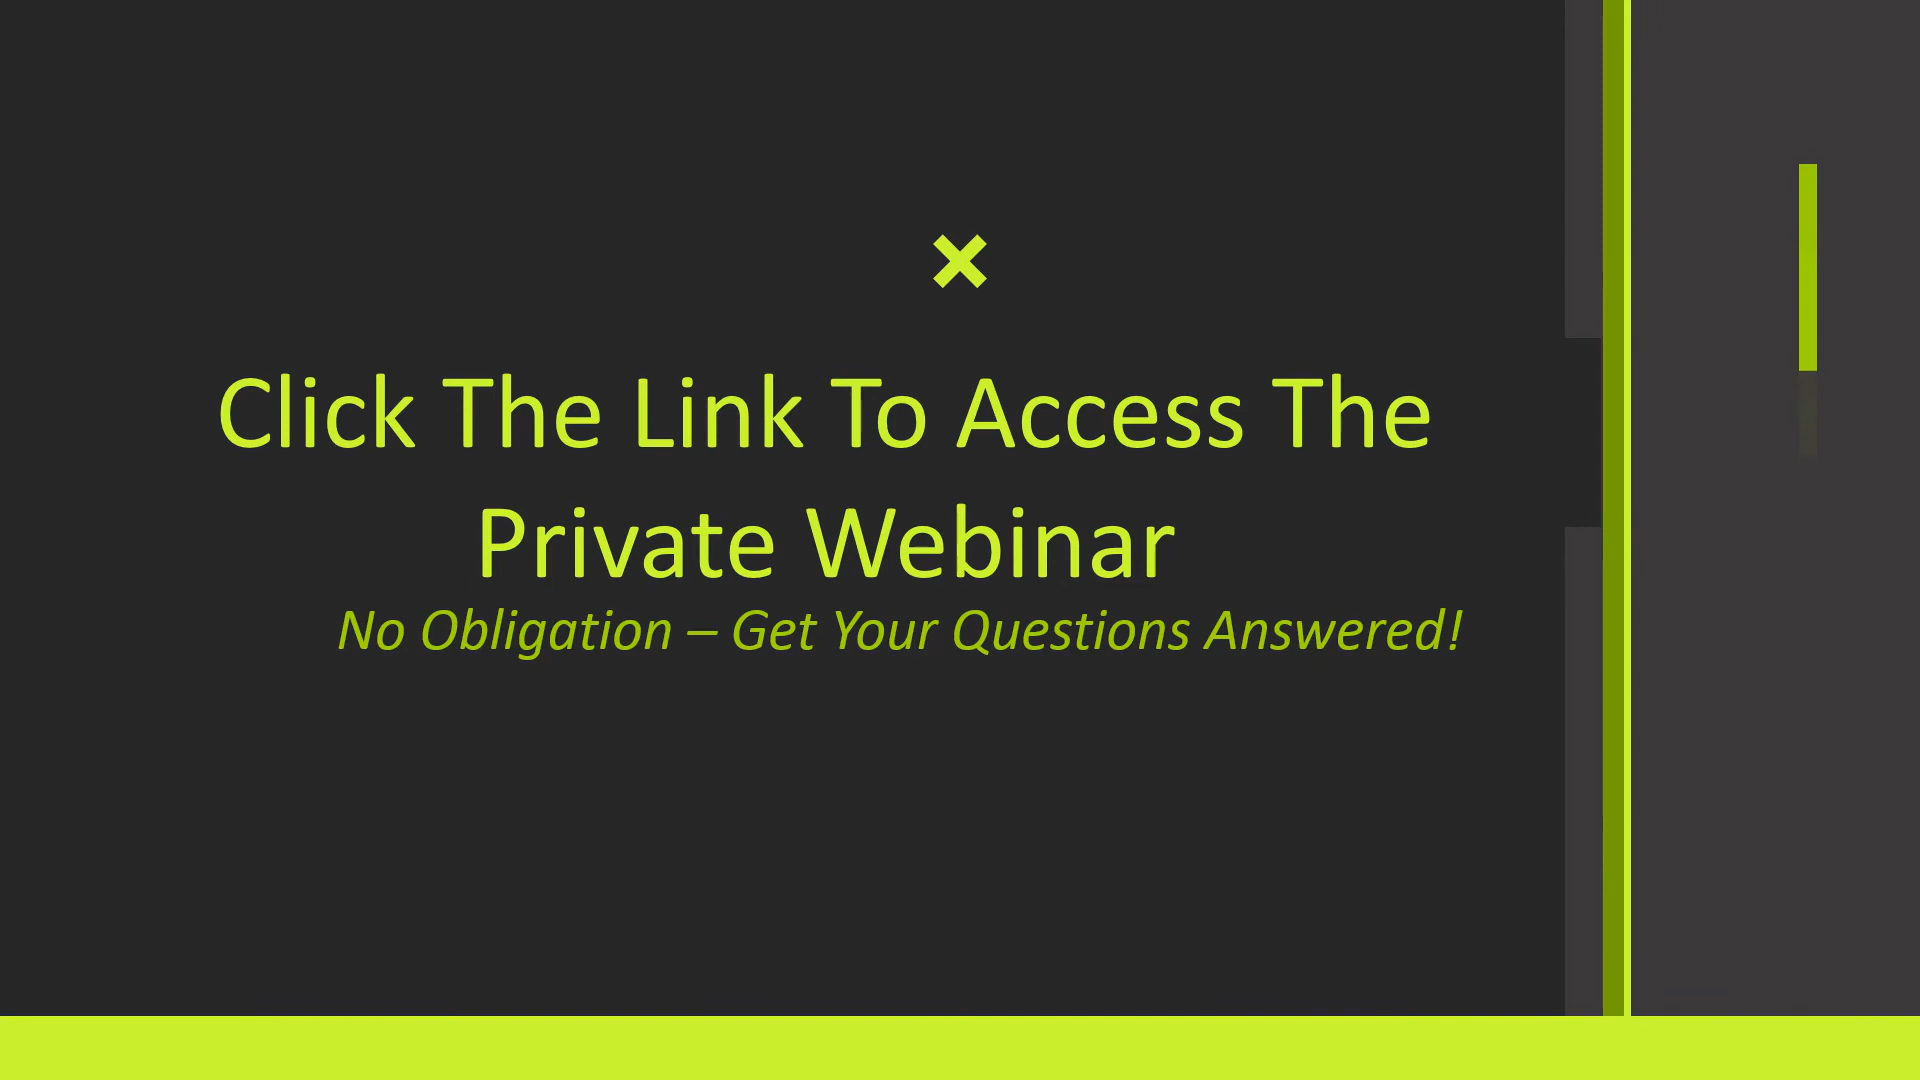 Click The Link To Access The
Private Webinar
No Obligation – Get Your Questions Answered!